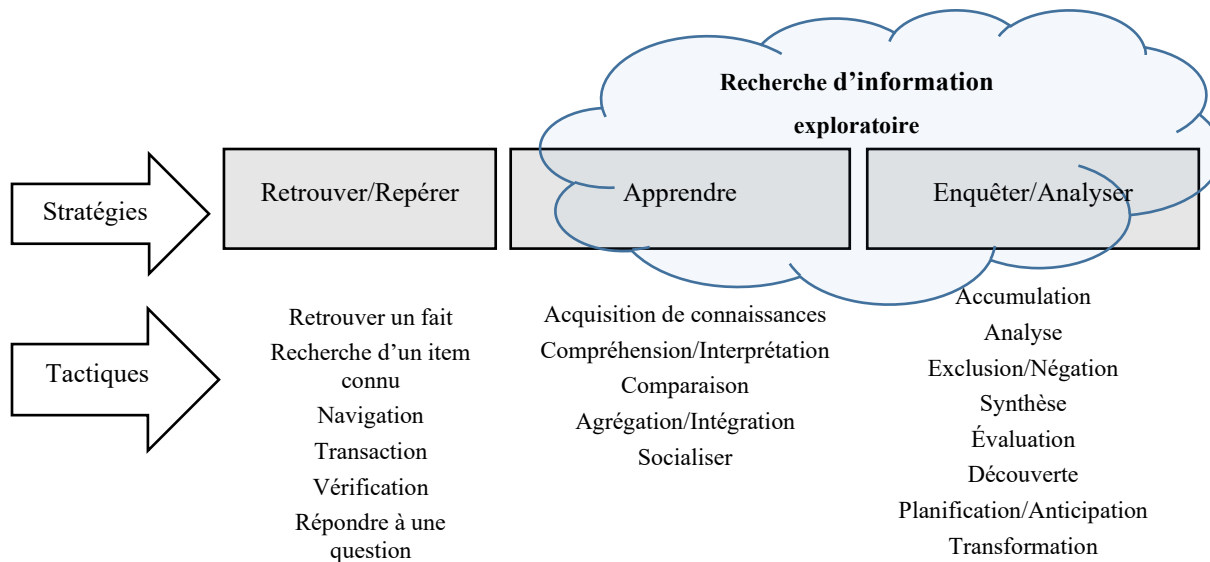 Recherche d’information
exploratoire
Stratégies
Retrouver/Repérer
Apprendre
Enquêter/Analyser
Tactiques
Retrouver un fait
Recherche d’un item
connu
Navigation
Transaction
Vérification
Répondre à une
question
Acquisition de connaissances
Compréhension/Interprétation
Comparaison
Agrégation/Intégration
Socialiser
Accumulation
Analyse
Exclusion/Négation
Synthèse
Évaluation
Découverte
Planification/Anticipation
Transformation